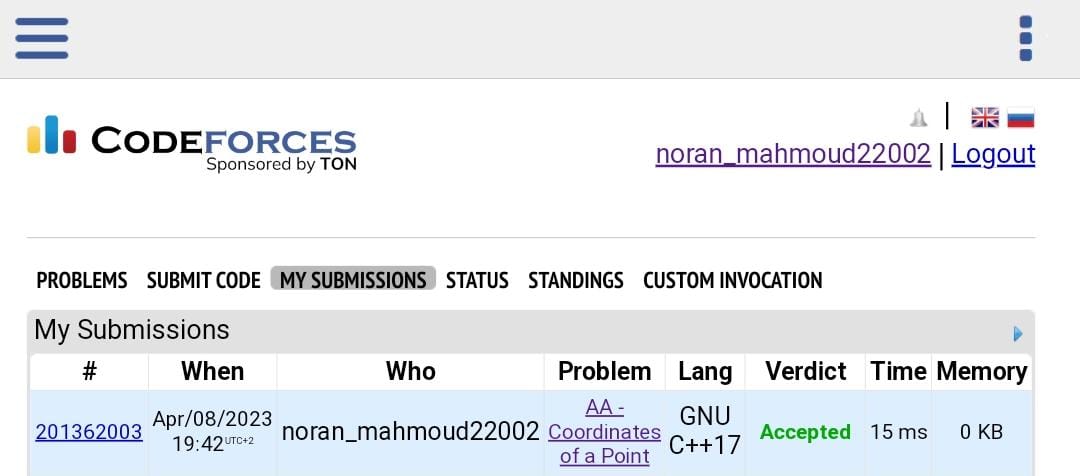 CODEFORCES
Sponsored by TON
|
noran_mahmoud22002 | Logout
PROBLEMS SUBMIT CODE MY SUBMISSIONS STATUS STANDINGS CUSTOM INVOCATION
My Submissions
# When Who Problem Lang Verdict Time Memory
201362003 Apr/08/2023 19:42 UTC+2 noran_mahmoud22002 AA - Coordinates of a Point GNU C++17 Accepted 15 ms 0 KB